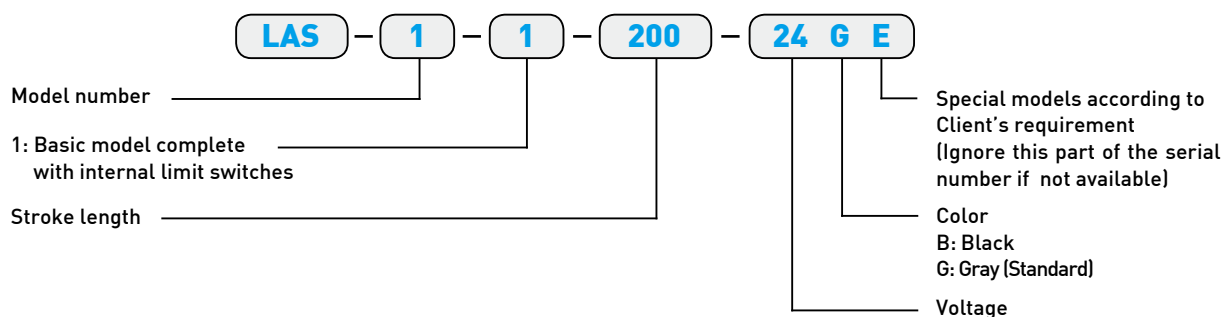 LAS – 1 – 1 – 200 – 24 G E
Model number
1: Basic model complete
with internal limit switches
Stroke length
Special models according to
Client's requirement
(Ignore this part of the serial
number if not available)
Color
B: Black
G: Gray (Standard)
Voltage